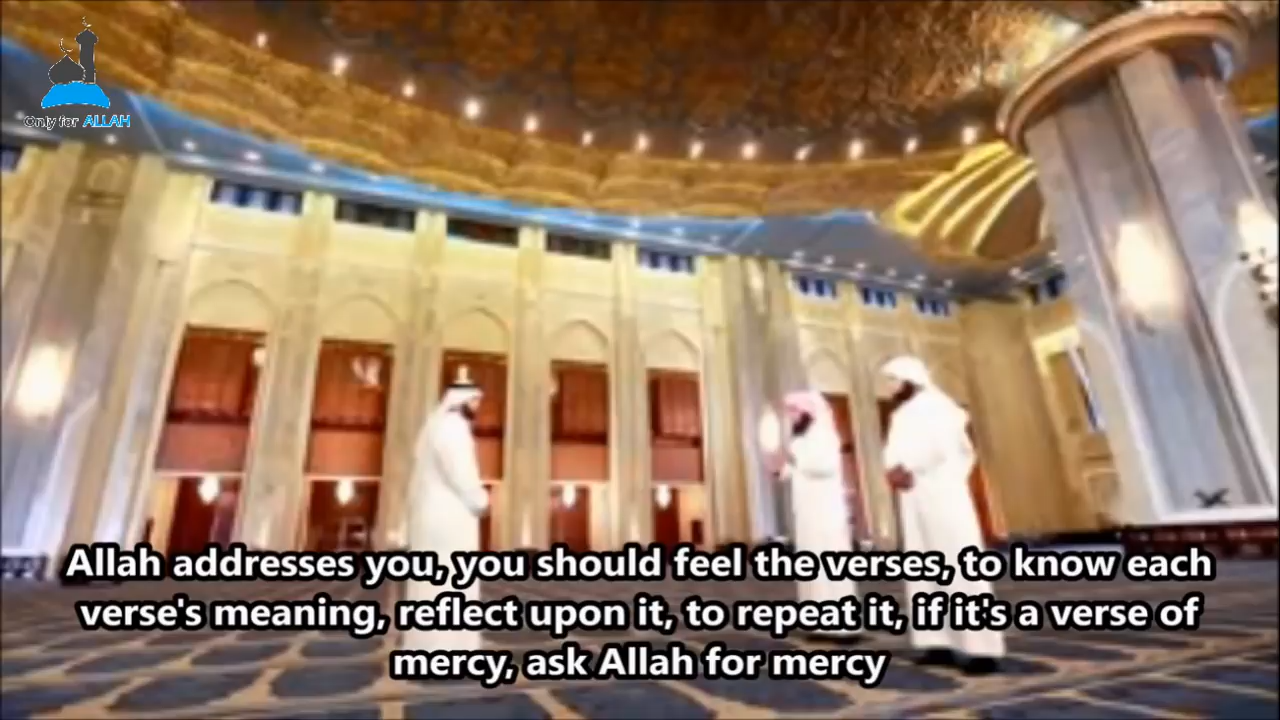 Only for ALLAH
Allah addresses you, you should feel the verses, to know each
verse's meaning, reflect upon it, to repeat it, if it's a verse of
mercy, ask Allah for mercy